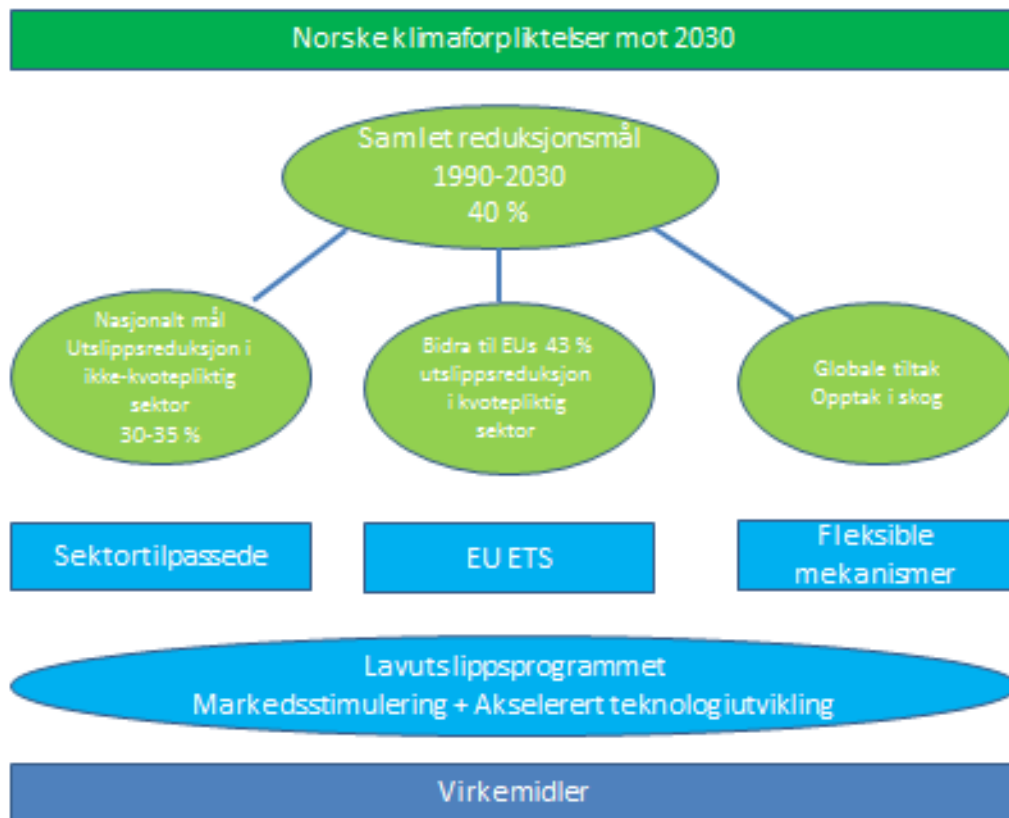 Norske klimaforpliktelser mot 2030
Samlet reduksjonsmål
1990-2030
40 %
Nasjonalt mål
Utslippsreduksjon i
ikke-kvotepliktig
sektor
30-35 %
Bidra til EUs 43 %
utslippsreduksjon
i kvotepliktig
sektor
Globale tiltak
Opptak i skog
Sektortilpassede
EU ETS
Fleksible
mekanismer
Lavutslippsprogrammet
Markedsstimulering + Akselerert teknologiutvikling
Virkemidler